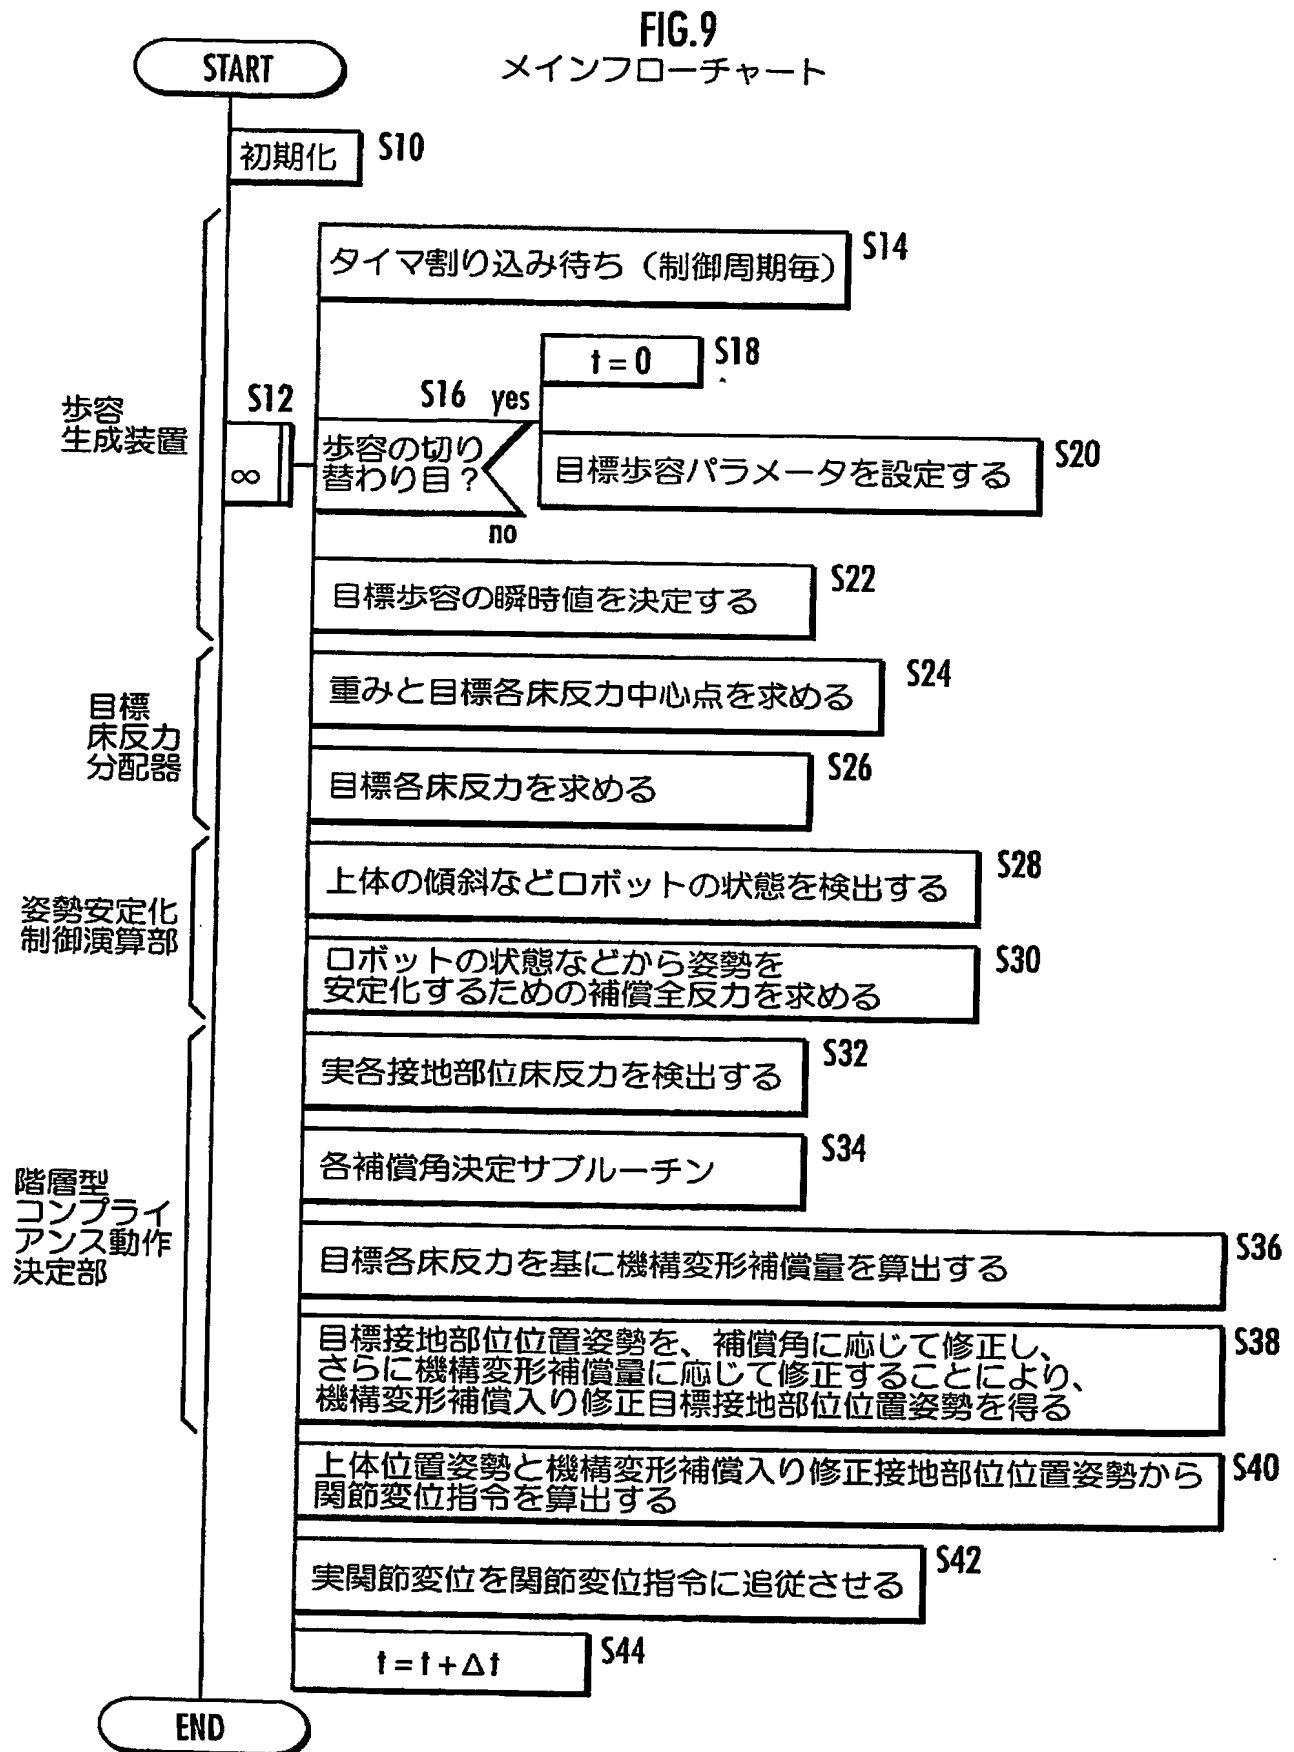 FIG.9
メインフローチャート
START
初期化
S10
タイマ割り込み待ち（制御周期毎）
S14
t = 0
S18
S12
∞
S16
yes
歩容の切り
替わり目？
no
目標歩容パラメータを設定する
S20
歩容
生成装置
目標歩容の瞬時値を決定する
S22
目標
床反力
分配器
重みと目標各床反力中心点を求める
S24
目標各床反力を求める
S26
姿勢安定化
制御演算部
上体の傾斜などロボットの状態を検出する
S28
ロボットの状態などから姿勢を
安定化するための補償全反力を求める
S30
階層型
コンプライ
アンス動作
決定部
実各接地部位床反力を検出する
S32
各補償角決定サブルーチン
S34
目標各床反力を基に機構変形補償量を算出する
S36
目標接地部位位置姿勢を、補償角に応じて修正し、
さらに機構変形補償量に応じて修正することにより、
機構変形補償入り修正目標接地部位位置姿勢を得る
S38
上体位置姿勢と機構変形補償入り修正接地部位位置姿勢から
関節変位指令を算出する
S40
実関節変位を関節変位指令に追従させる
S42
t = t + Δt
S44
END